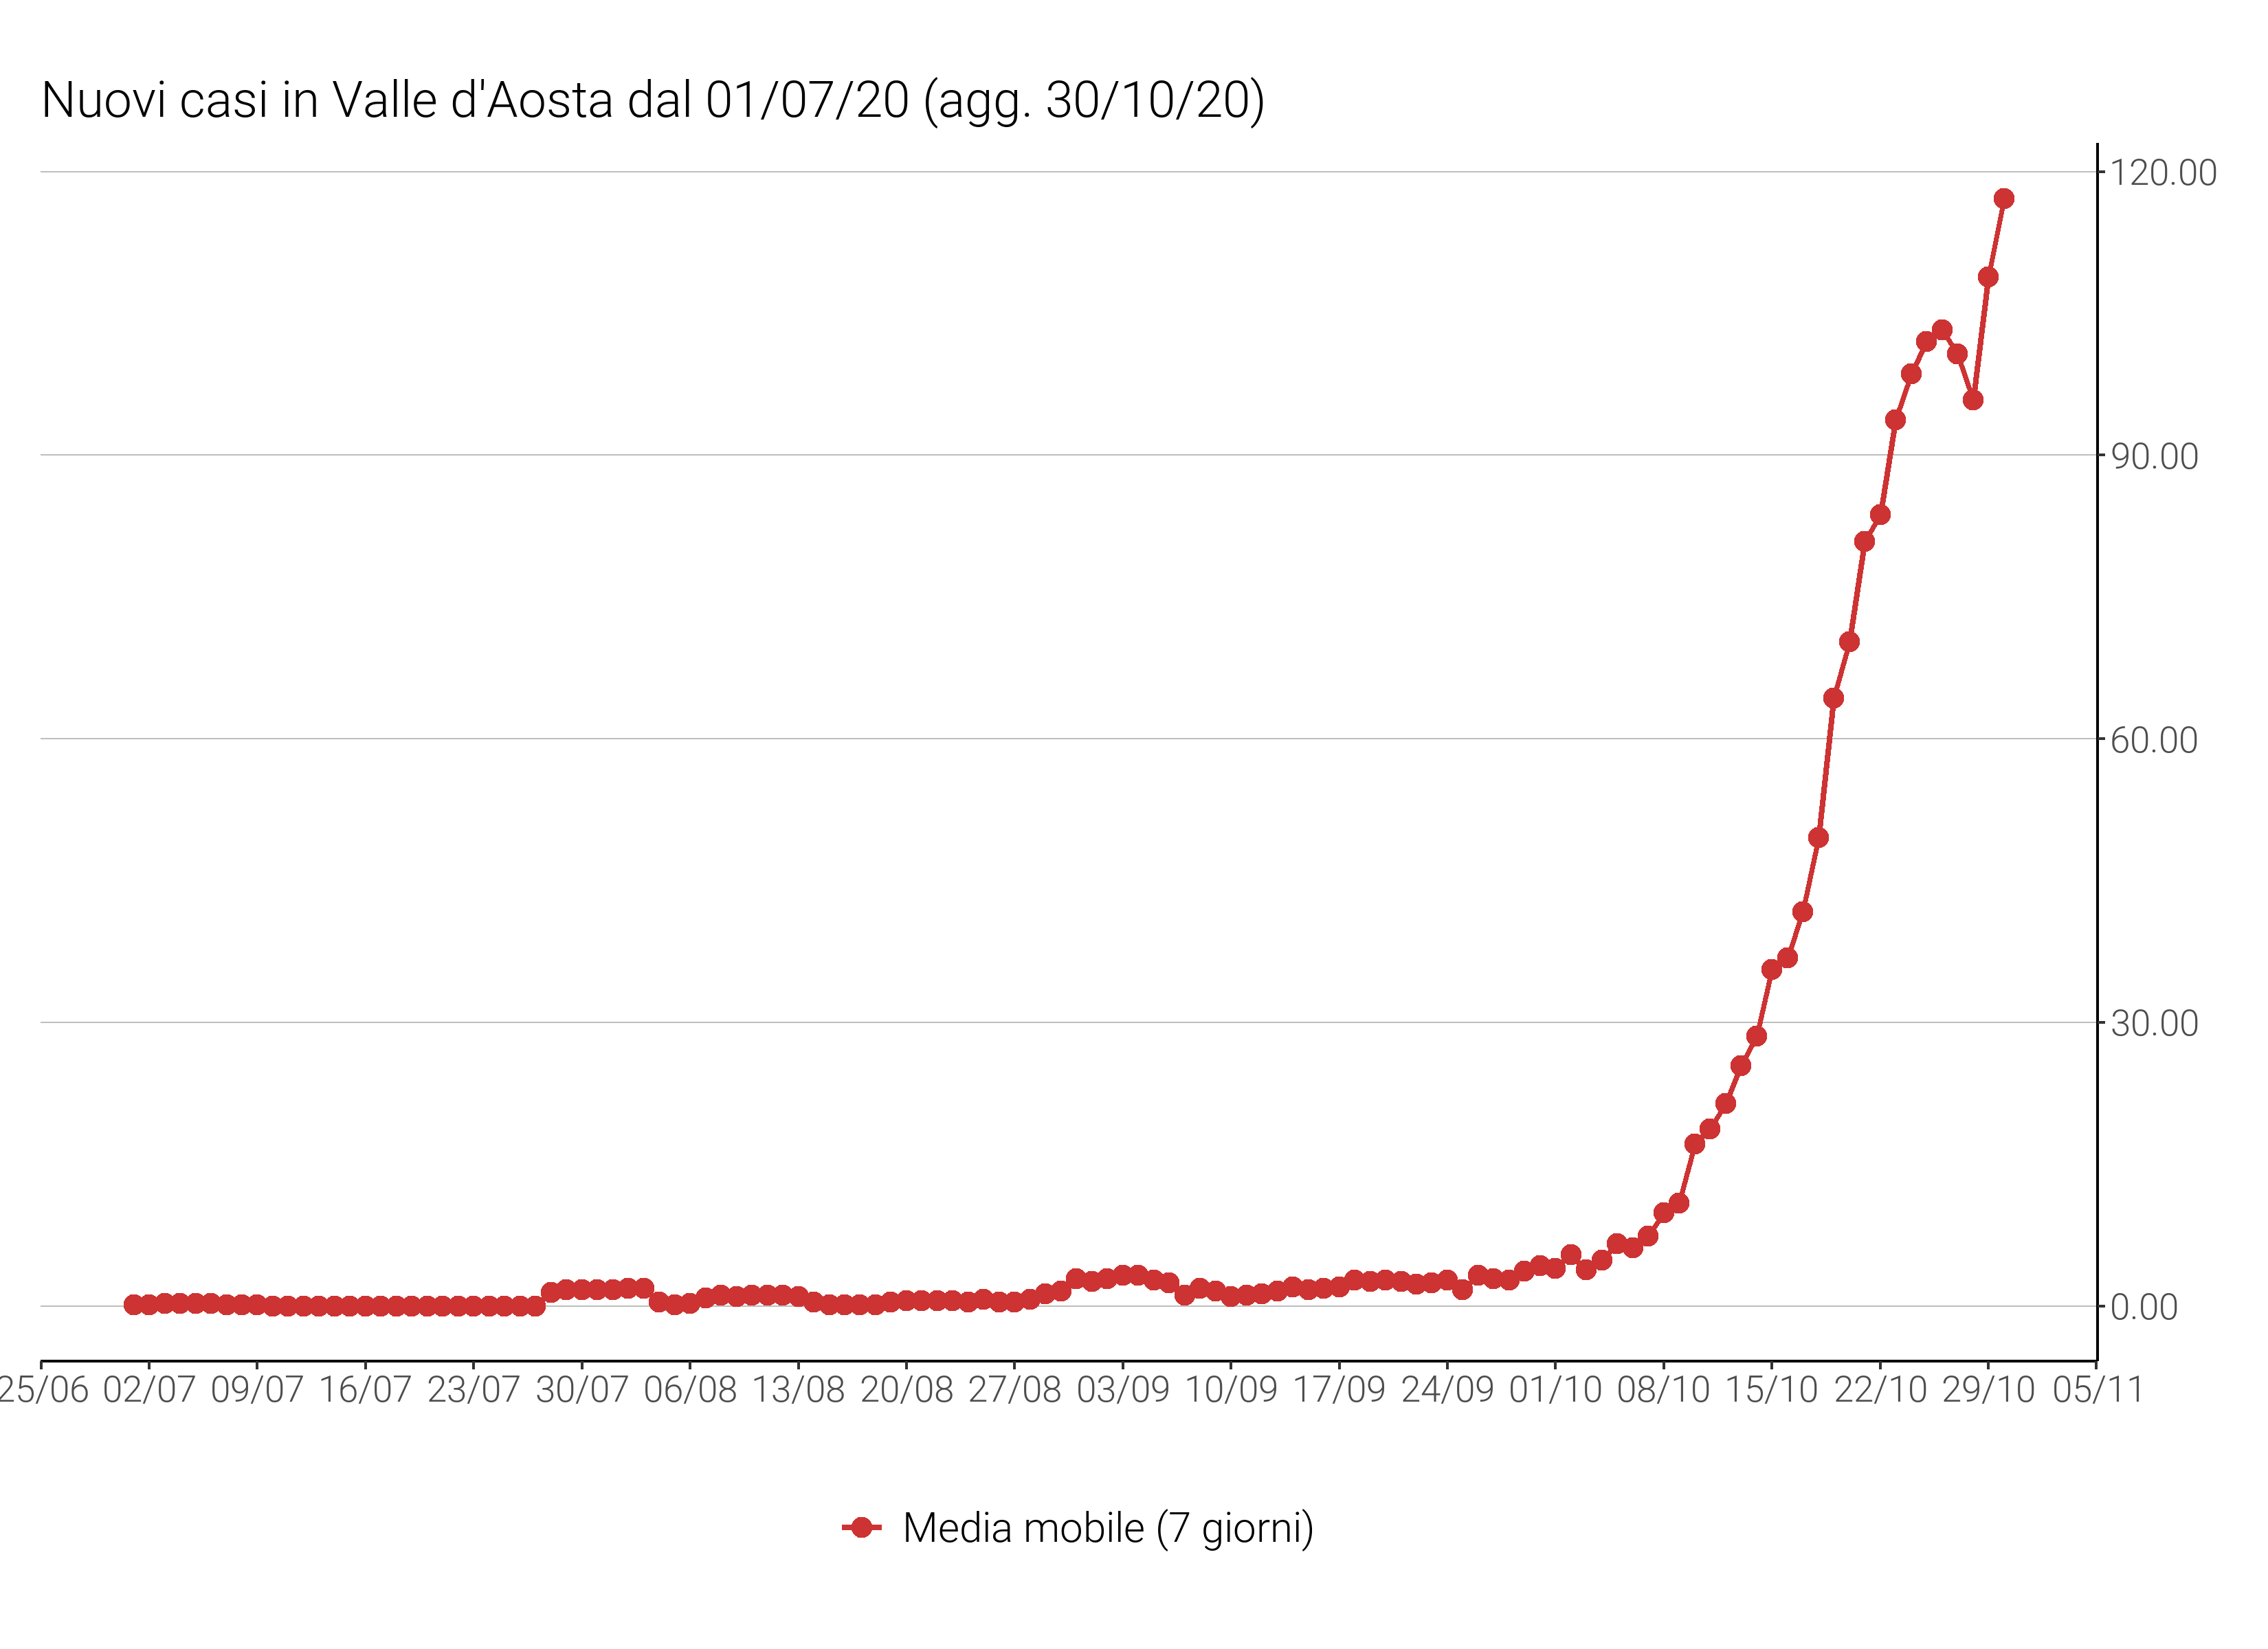 Nuovi casi in Valle d'Aosta dal 01/07/20 (agg. 30/10/20)
120.00
90.00
60.00
30.00
0.00
25/06 02/07 09/07 16/07 23/07 30/07 06/08 13/08 20/08 27/08 03/09 10/09 17/09 24/09 01/10 08/10 15/10 22/10 29/10 05/11
Media mobile (7 giorni)